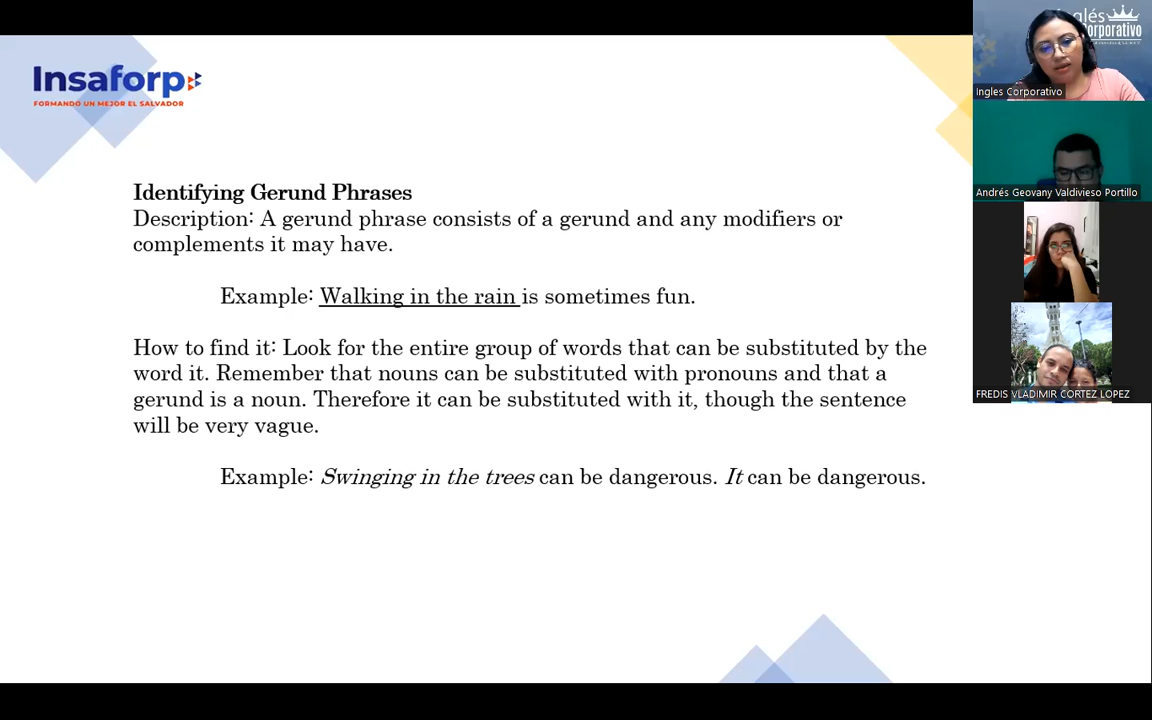 Insaforp
FORMANDO UN MEJOR EL SALVADOR
Identifying Gerund Phrases
Description: A gerund phrase consists of a gerund and any modifiers or
complements it may have.
Example: Walking in the rain is sometimes fun.
How to find it: Look for the entire group of words that can be substituted by the
word it. Remember that nouns can be substituted with pronouns and that a
gerund is a noun. Therefore it can be substituted with it, though the sentence
will be very vague.
Example: Swinging in the trees can be dangerous. It can be dangerous.
Ingles Corporativo
Andrés Geovany Valdivieso Portillo
FREDIS VLADIMIR CORTEZ LOPEZ